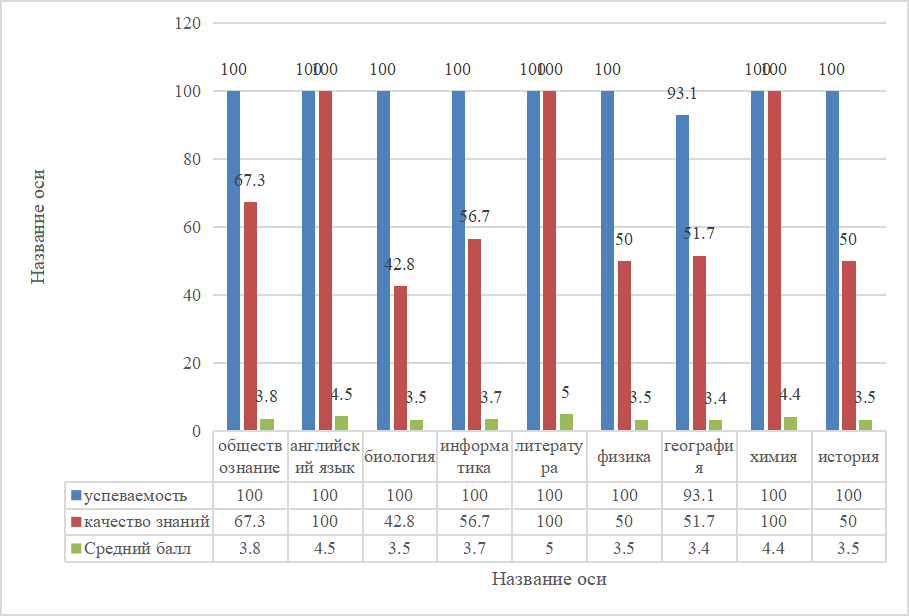 120
100 100 100 100 100 100 100 100 100 100 100
100
93.1
80
67.3
60
56.7
51.7
50 50
42.8
40
20
3.8 4.5 3.5 3.7 5 3.5 3.4 4.4 3.5
0
Название оси
обществ
ознание
английск
ий язык
биология
информа
тика
литерату
ра
физика
географи
я
химия
история
успеваемость 100 100 100 100 100 100 93.1 100 100
качество знаний 67.3 100 42.8 56.7 100 50 51.7 100 50
Средний балл 3.8 4.5 3.5 3.7 5 3.5 3.4 4.4 3.5
Название оси